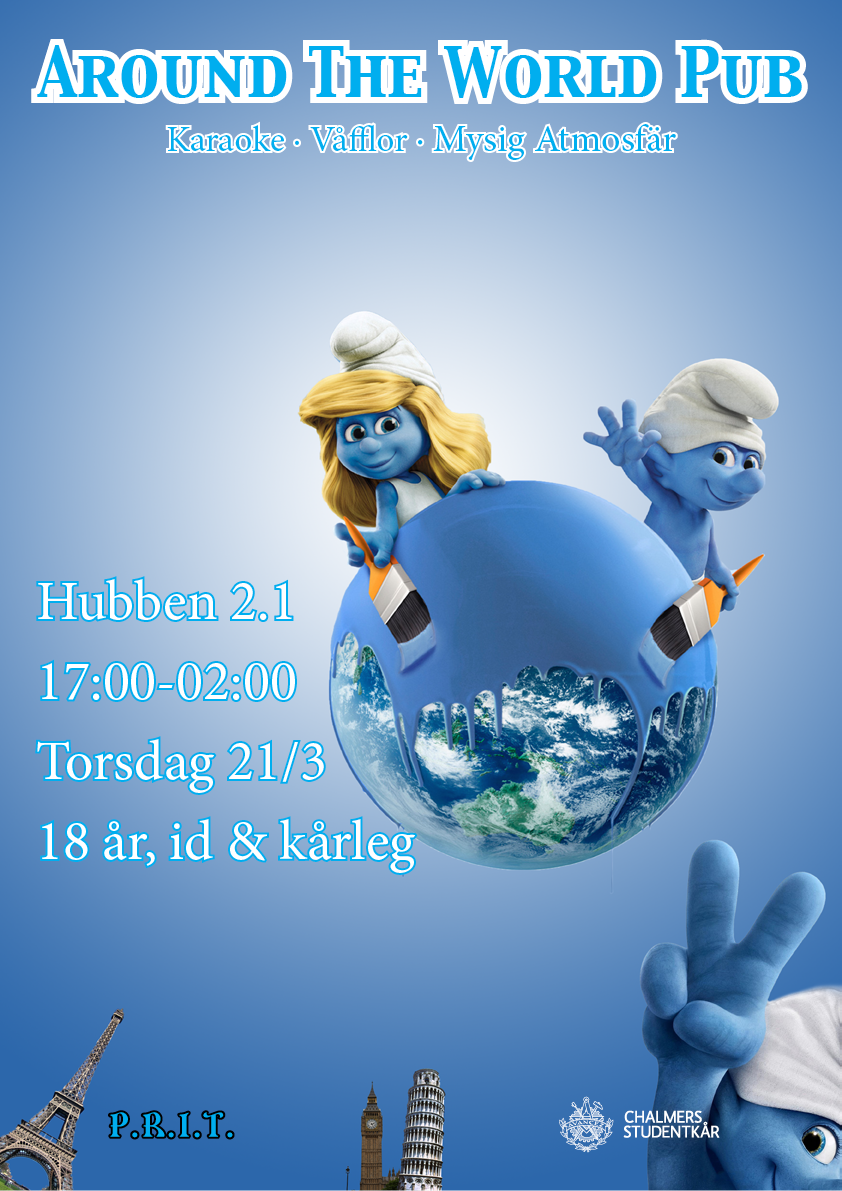 AROUND THE WORLD PUB
Karaoke · Våfflor · Mysig Atmosfär
Hubben 2.1
17:00-02:00
Torsdag 21/3
18 år, id & kårleg
P.R.I.T.
AVANCEZ
CHALMERS
STUDENTKÅR